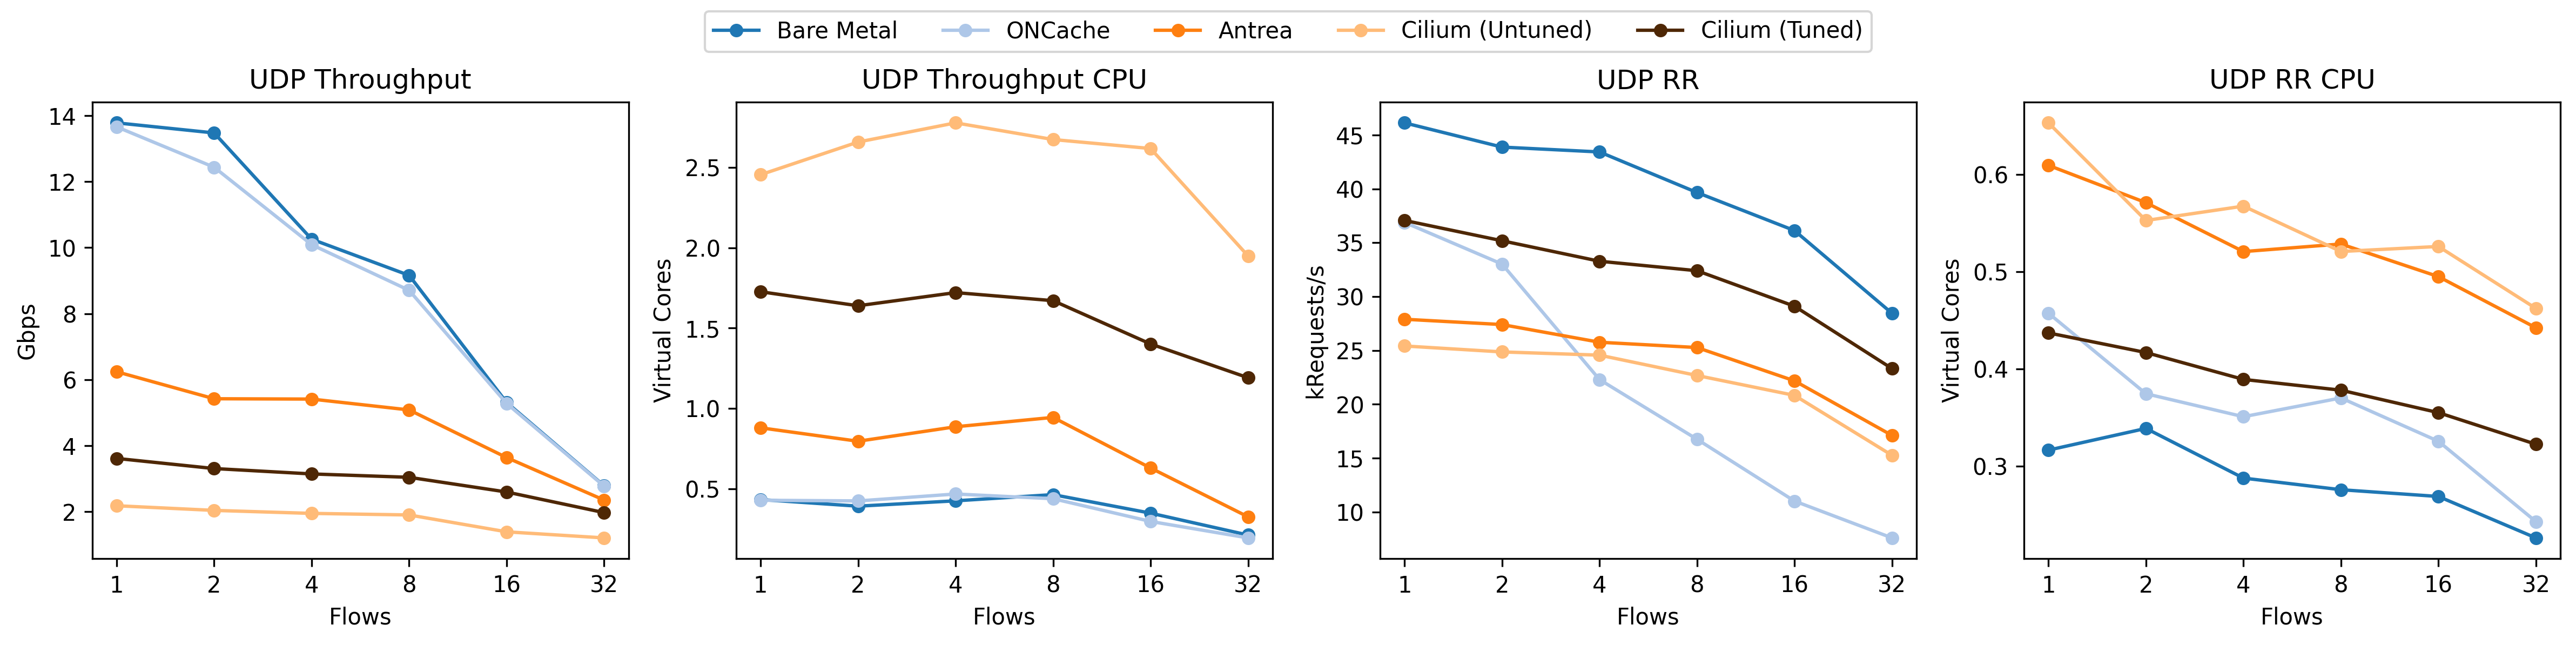 Bare Metal ONCache Antrea Cilium (Untuned) Cilium (Tuned)
UDP Throughput
14
12
10
8
6
4
2
Gbps
1 2 4 8 16 32
Flows
UDP Throughput CPU
2.5
2.0
1.5
1.0
0.5
Virtual Cores
1 2 4 8 16 32
Flows
UDP RR
45
40
35
30
25
20
15
10
kRequests/s
1 2 4 8 16 32
Flows
UDP RR CPU
0.6
0.5
0.4
0.3
Virtual Cores
1 2 4 8 16 32
Flows